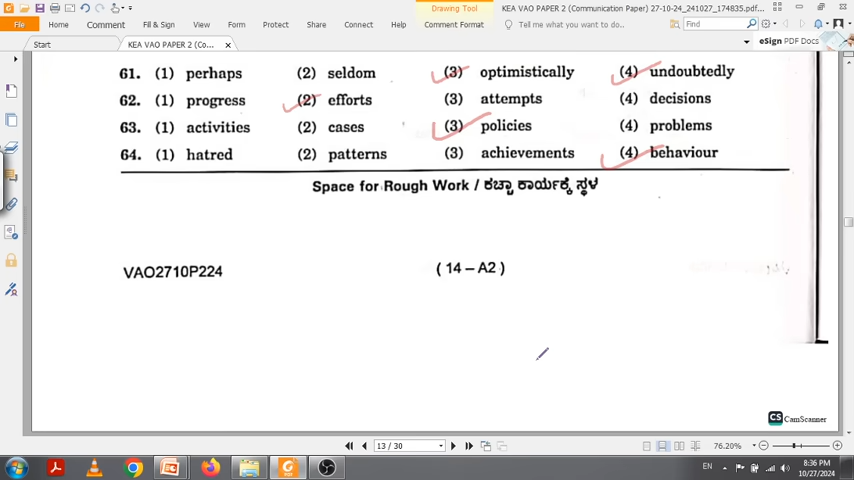 Drawing Tool
KEA VAO PAPER 2 (Communication Paper) 27-10-24_241027_174835.pdf...
File Home Comment Fill & Sign View Form Protect Share Connect Help Extras Comment Format Tell me what you want to do... Find
Start KEA VAO PAPER 2 (Co... eSign PDF Docs
61. (1) perhaps (2) seldom (3) optimistically (4) undoubtedly
62. (1) progress (2) efforts (3) attempts (4) decisions
63. (1) activities (2) cases (3) policies (4) problems
64. (1) hatred (2) patterns (3) achievements (4) behaviour
Space for Rough Work / ಕಚ್ಚಾ ಕಾರ್ಯಕ್ಕೆ ಸ್ಥಳ
VAO2710P224 ( 14 – A2 )
CS CamScanner
13 / 30 76.20%
EN 8:36 PM
10/27/2024